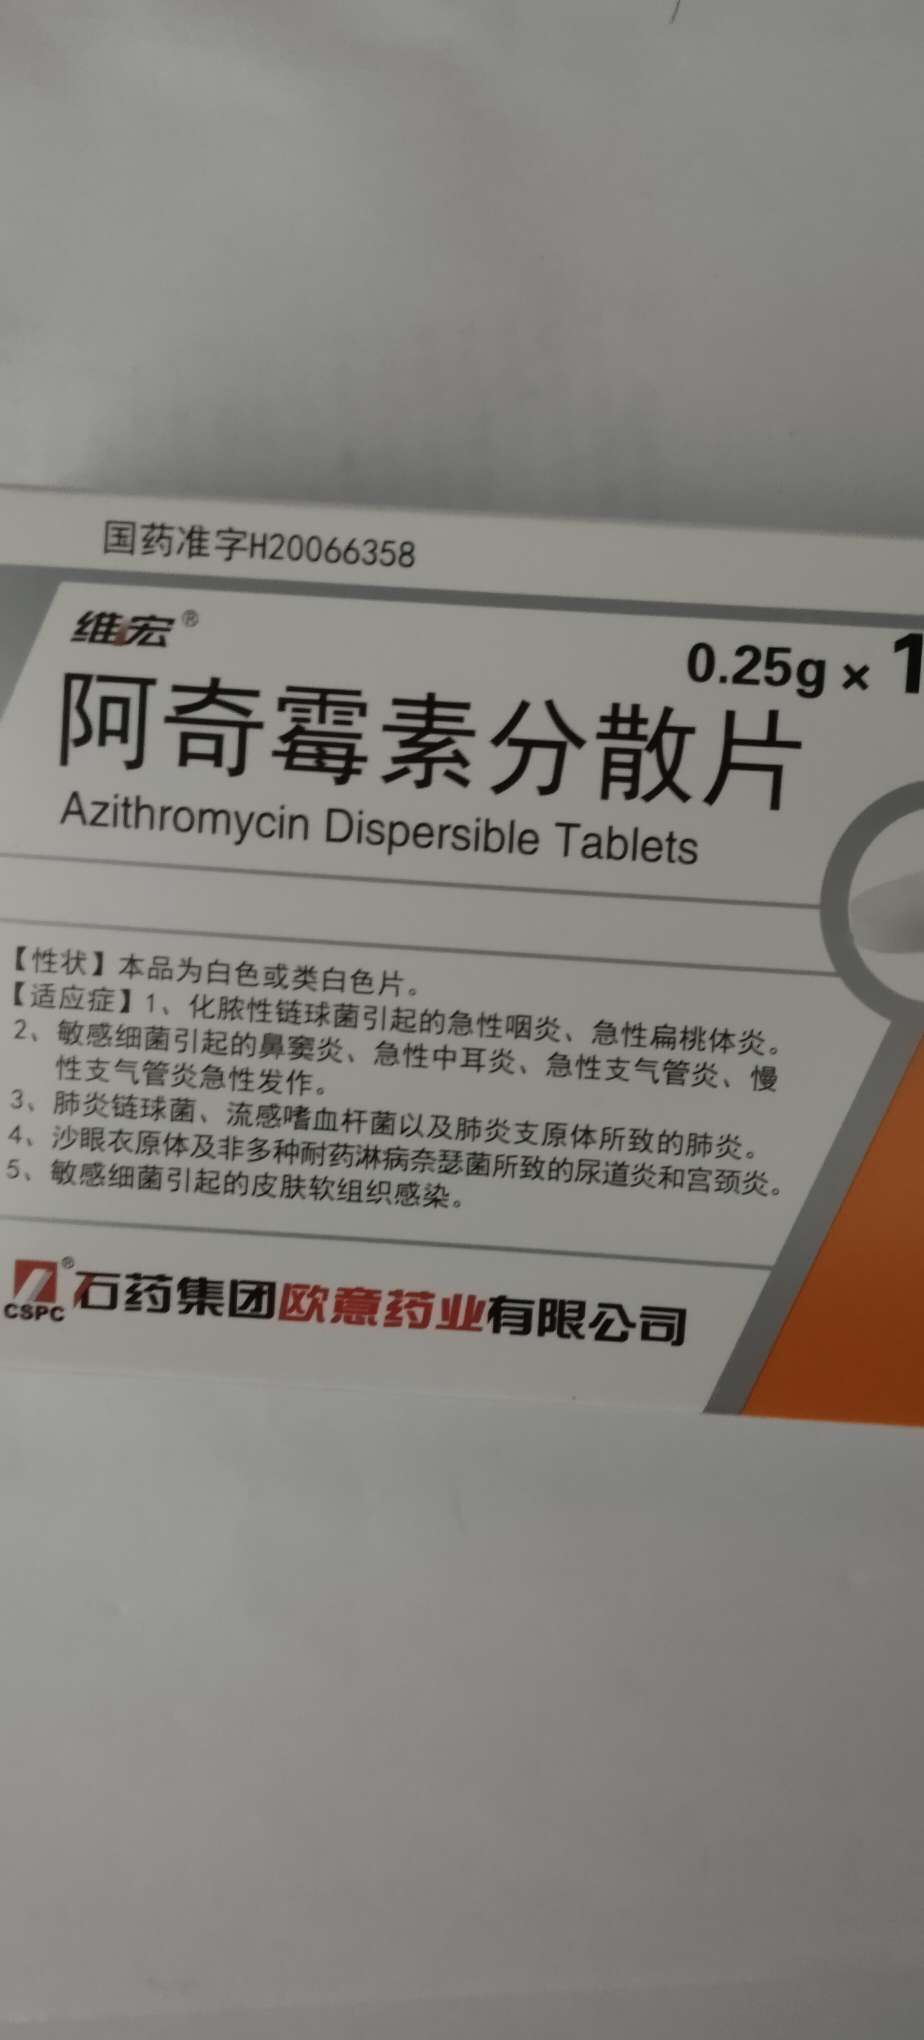 国药准字H20066358
维宏®
0.25g×1
阿奇霉素分散片
Azithromycin Dispersible Tablets
【性状】本品为白色或类白色片。
【适应症】1、化脓性链球菌引起的急性咽炎、急性扁桃体炎。
2、敏感细菌引起的鼻窦炎、急性中耳炎、急性支气管炎、慢
性支气管炎急性发作。
3、肺炎链球菌、流感嗜血杆菌以及肺炎支原体所致的肺炎。
4、沙眼衣原体及非多种耐药淋病奈瑟菌所致的尿道炎和宫颈炎。
5、敏感细菌引起的皮肤软组织感染。
CSPC® 石药集团欧意药业有限公司